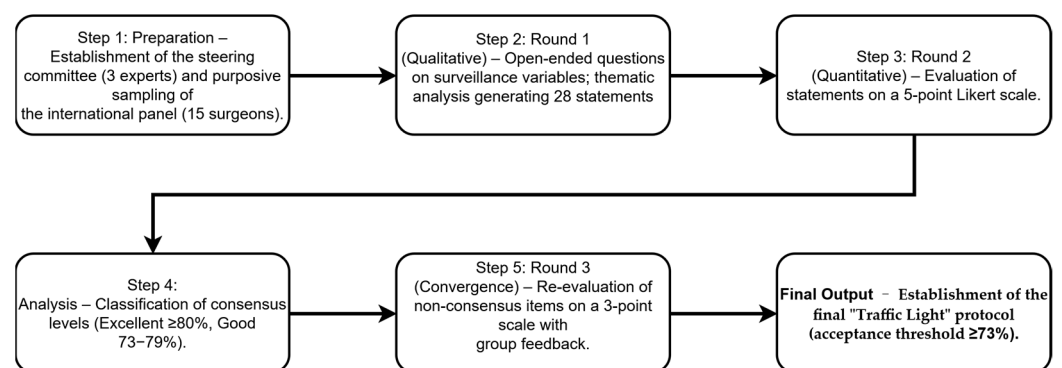 Step 1: Preparation –
Establishment of the steering
committee (3 experts) and purposive
sampling of
the international panel (15 surgeons).
Step 2: Round 1
(Qualitative) – Open-ended questions
on surveillance variables; thematic
analysis generating 28 statements
Step 3: Round 2
(Quantitative) – Evaluation of
statements on a 5-point Likert scale.
Step 4:
Analysis – Classification of consensus
levels (Excellent ≥80%, Good
73–79%).
Step 5: Round 3
(Convergence) – Re-evaluation of
non-consensus items on a 3-point
scale with
group feedback.
Final Output – Establishment of the
final "Traffic Light" protocol
(acceptance threshold ≥73%).